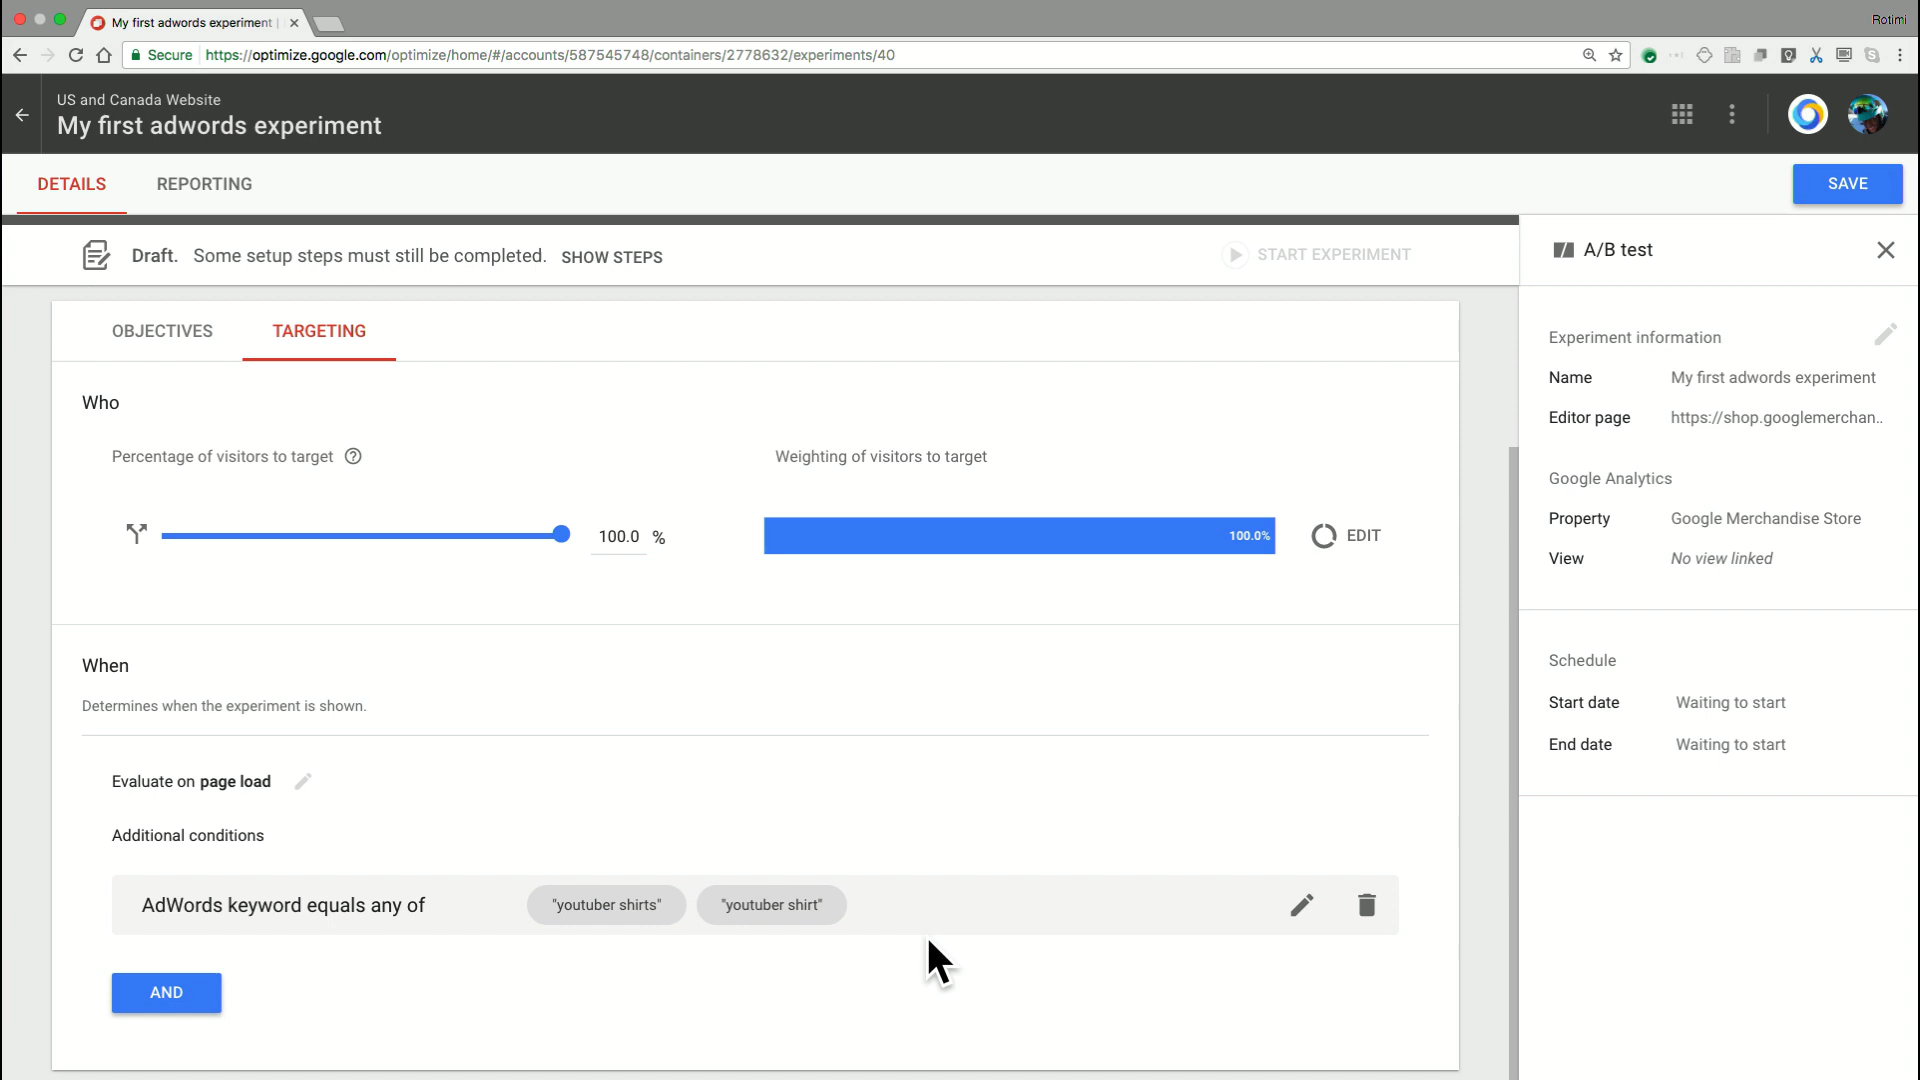 My first adwords experiment |
Rotimi
Secure https://optimize.google.com/optimize/home/#/accounts/587545748/containers/2778632/experiments/40
US and Canada Website
My first adwords experiment
DETAILS REPORTING
SAVE
Draft. Some setup steps must still be completed. SHOW STEPS
START EXPERIMENT
A/B test
OBJECTIVES TARGETING
Who
Percentage of visitors to target ?
Weighting of visitors to target
100.0 %
100.0%
EDIT
When
Determines when the experiment is shown.
Evaluate on page load
Additional conditions
AdWords keyword equals any of "youtuber shirts" "youtuber shirt"
AND
Experiment information
Name My first adwords experiment
Editor page https://shop.googlemerchan..
Google Analytics
Property Google Merchandise Store
View No view linked
Schedule
Start date Waiting to start
End date Waiting to start